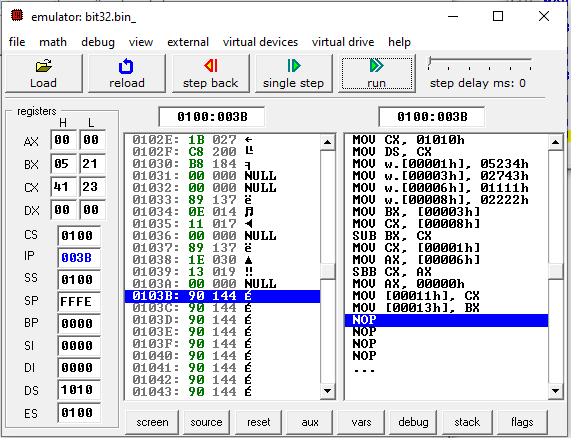 emulator: bit32.bin_
file math debug view external virtual devices virtual drive help
Load reload step back single step run step delay ms: 0
registers
H L
AX 00 00
BX 05 21
CX 41 23
DX 00 00
CS 0100
IP 003B
SS 0100
SP FFFE
BP 0000
SI 0000
DI 0000
DS 1010
ES 0100
0100:003B
0102E: 1B 027 ←
0102F: C8 200 ╚
01030: B8 184 ╕
01031: 00 000 NULL
01032: 00 000 NULL
01033: 89 137 ë
01034: 0E 014 ♫
01035: 11 017 ◄
01036: 00 000 NULL
01037: 89 137 ë
01038: 1E 030 ▲
01039: 13 019 ‼
0103A: 00 000 NULL
0103B: 90 144 É
0103C: 90 144 É
0103D: 90 144 É
0103E: 90 144 É
0103F: 90 144 É
01040: 90 144 É
01041: 90 144 É
01042: 90 144 É
01043: 90 144 É
0100:003B
MOV CX, 01010h
MOV DS, CX
MOV w.[00001h], 05234h
MOV w.[00003h], 02743h
MOV w.[00006h], 01111h
MOV w.[00008h], 02222h
MOV BX, [00003h]
MOV CX, [00008h]
SUB BX, CX
MOV CX, [00001h]
MOV AX, [00006h]
SBB CX, AX
MOV AX, 00000h
MOV [00011h], CX
MOV [00013h], BX
NOP
NOP
NOP
NOP
...
screen source reset aux vars debug stack flags